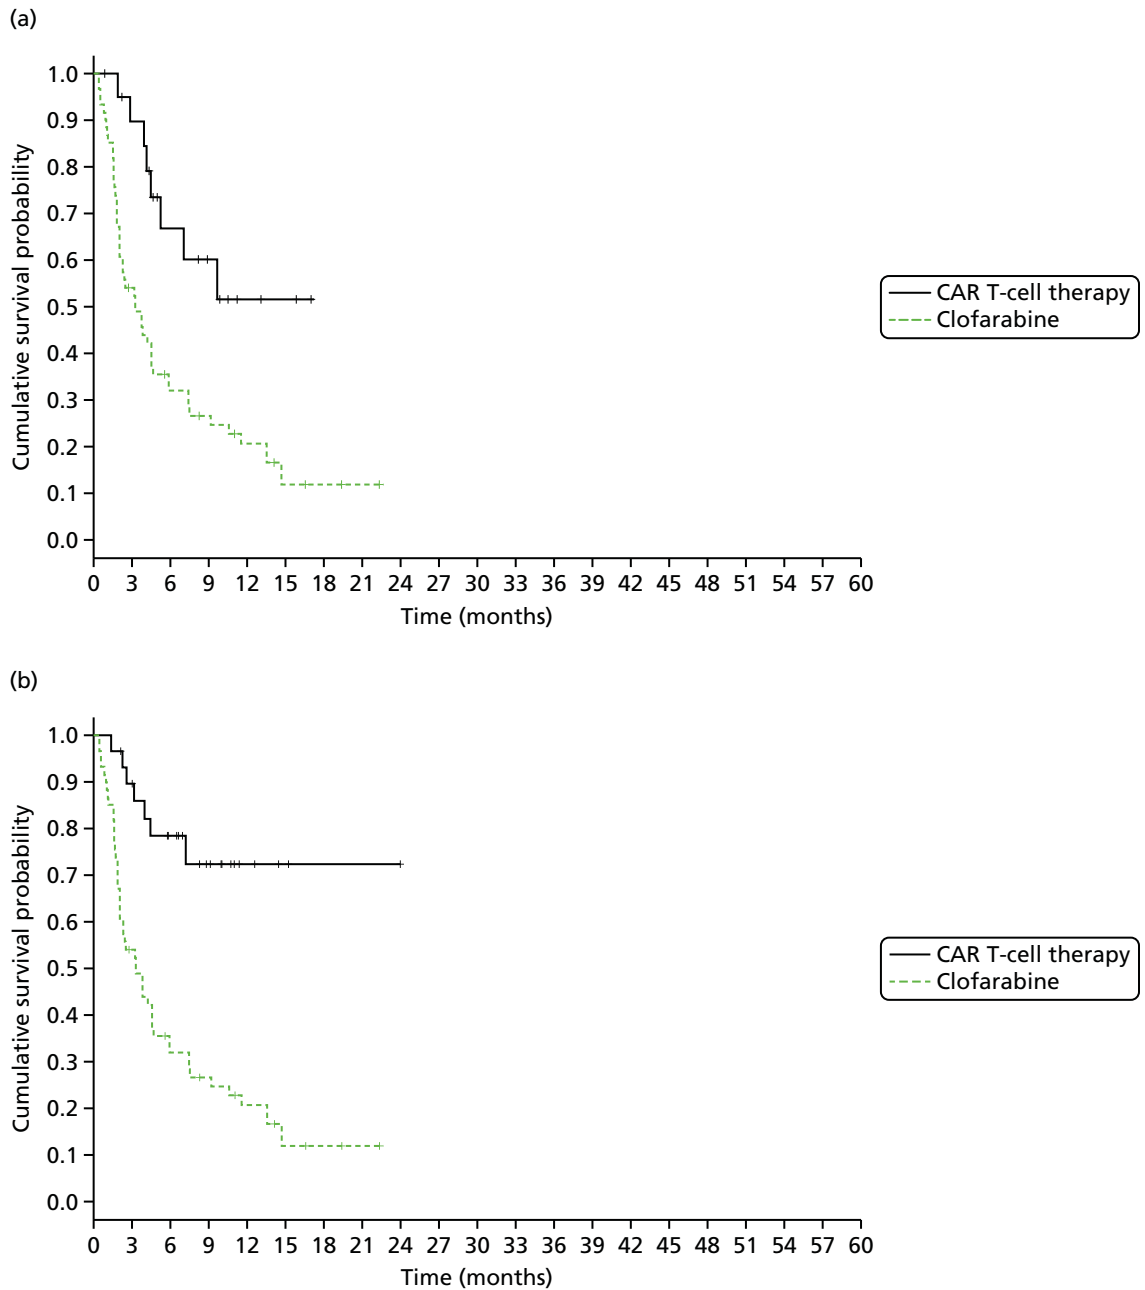 (a)
1.0
0.9
0.8
0.7
0.6
0.5
0.4
0.3
0.2
0.1
0.0
Cumulative survival probability
0 3 6 9 12 15 18 21 24 27 30 33 36 39 42 45 48 51 54 57 60
Time (months)
CAR T-cell therapy
Clofarabine
(b)
1.0
0.9
0.8
0.7
0.6
0.5
0.4
0.3
0.2
0.1
0.0
Cumulative survival probability
0 3 6 9 12 15 18 21 24 27 30 33 36 39 42 45 48 51 54 57 60
Time (months)
CAR T-cell therapy
Clofarabine